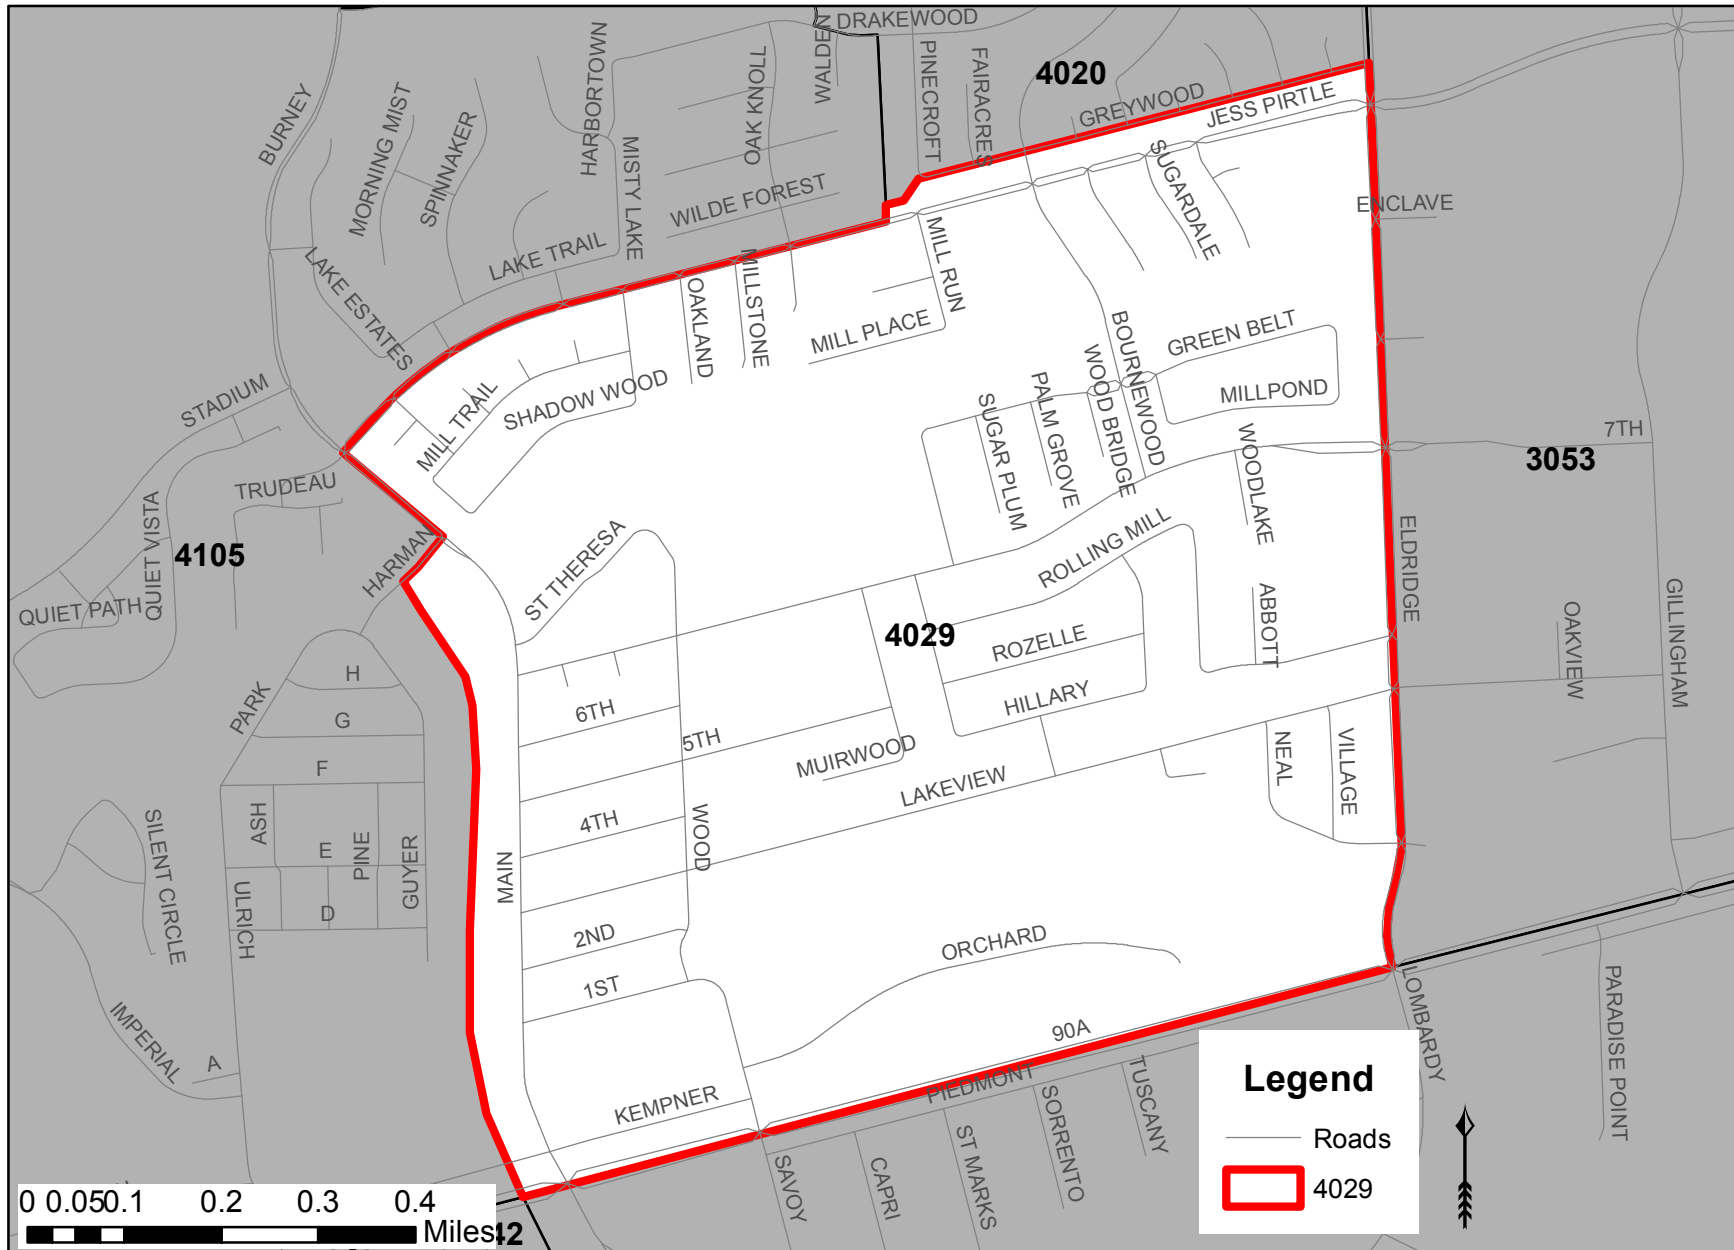 DRAKEWOOD
WALDEN
HARBORTOWN
OAK KNOLL
PINECROFT
FAIRACRES
4020
GREYWOOD
JESS PIRTLE
BURNEY
MORNING MIST
SPINNAKER
MISTY LAKE
WILDE FOREST
SUGARDALE
ENCLAVE
LAKE TRAIL
LAKE ESTATES
MILLSTONE
OAKLAND
MILL RUN
MILL PLACE
BOURNEWOOD
GREEN BELT
MILLPOND
STADIUM
MILL TRAIL
SHADOW WOOD
SUGAR PLUM
PALM GROVE
WOOD BRIDGE
WOODLAKE
7TH
3053
TRUDEAU
QUIET VISTA
4105
HARMAN
ST THERESA
ROLLING MILL
ELDRIDGE
QUIET PATH
4029
ROZELLE
ABBOTT
OAKVIEW
GILLINGHAM
H
PARK
G
F
6TH
5TH
HILLARY
MUIRWOOD
LAKEVIEW
NEAL
VILLAGE
SILENT CIRCLE
ASH
E
PINE
GUYER
4TH
WOOD
MAIN
ULRICH
D
2ND
ORCHARD
1ST
IMPERIAL
A
90A
LOMBARDY
PARADISE POINT
KEMPNER
PIEDMONT
TUSCANY
SORRENTO
ST MARKS
CAPRI
SAVOY
Legend
Roads
4029
0 0.05 0.1 0.2 0.3 0.4
Miles
42